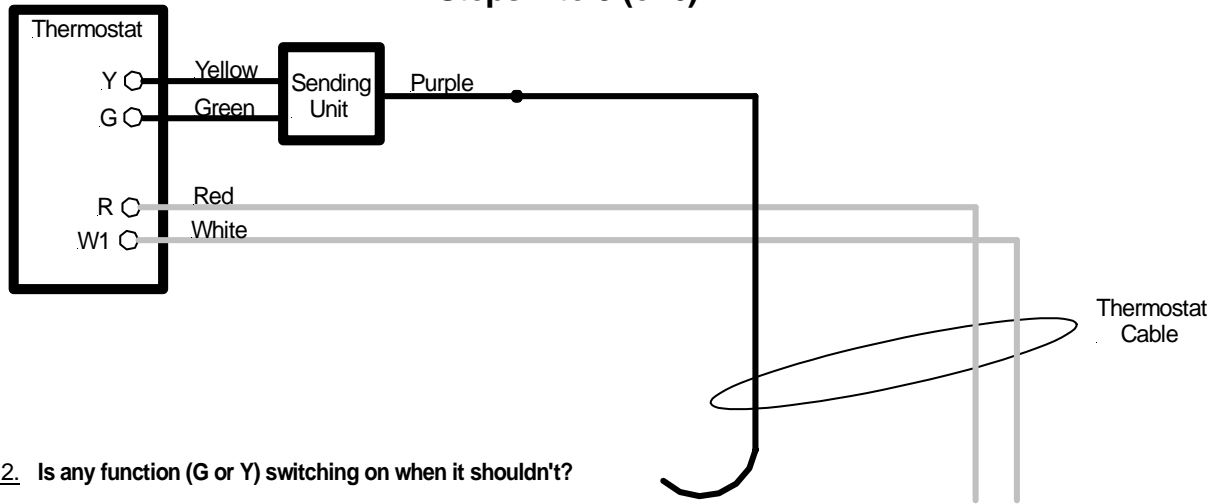 Thermostat
Y
Yellow
Sending
Unit
Purple
G
Green
R
Red
W1
White
Thermostat
Cable
2. Is any function (G or Y) switching on when it shouldn't?